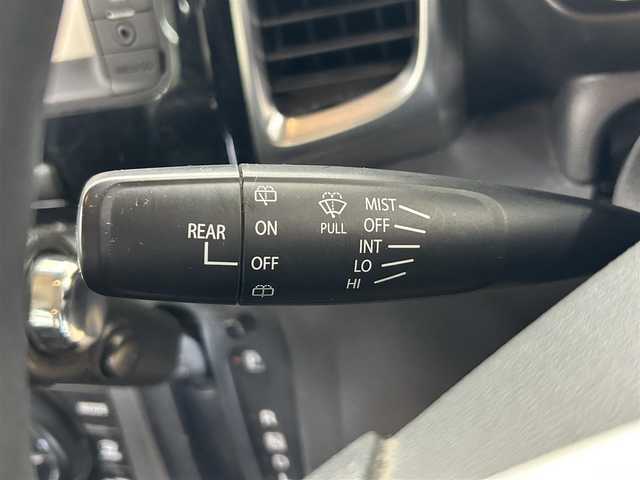 REAR
ON
OFF
PULL
MIST
OFF
INT
LO
HI